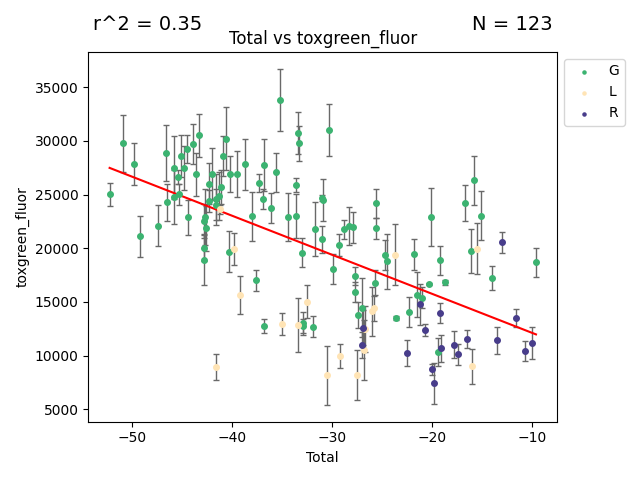 r^2 = 0.35
N = 123
Total vs toxgreen_fluor
G
L
R
35000
30000
25000
20000
15000
10000
5000
toxgreen_fluor
−50
−40
−30
−20
−10
Total